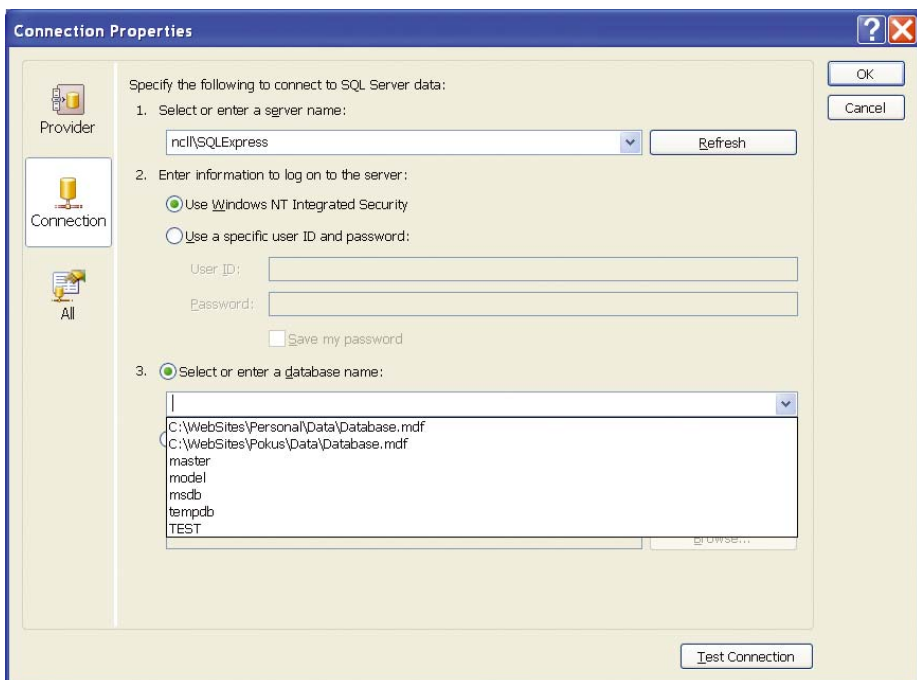 Connection Properties
OK
Cancel
Provider
Connection
All
Specify the following to connect to SQL Server data:
1. Select or enter a server name:
ncll\SQLExpress
Refresh
2. Enter information to log on to the server:
Use Windows NT Integrated Security
Use a specific user ID and password:
User ID:
Password:
Save my password
3. Select or enter a database name:
C:\WebSites\Personal\Data\Database.mdf
C:\WebSites\Pokus\Data\Database.mdf
master
model
msdb
tempdb
TEST
Browse...
Test Connection